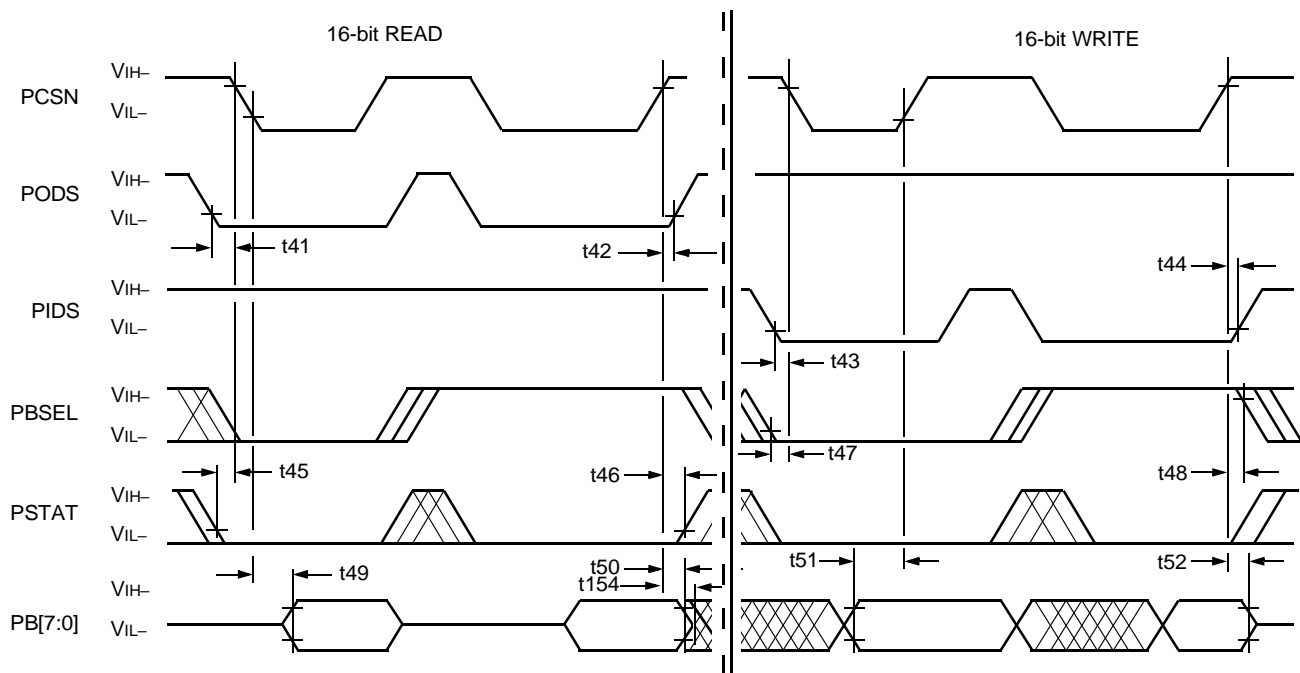 16-bit READ
16-bit WRITE
PCSN
VIH–
VIL–
PODS
VIH–
VIL–
t41
t42
t44
PIDS
VIH–
VIL–
t43
PBSEL
VIH–
VIL–
t45
t46
t47
t48
PSTAT
VIH–
VIL–
t49
t50
t154
t51
t52
PB[7:0]
VIH–
VIL–